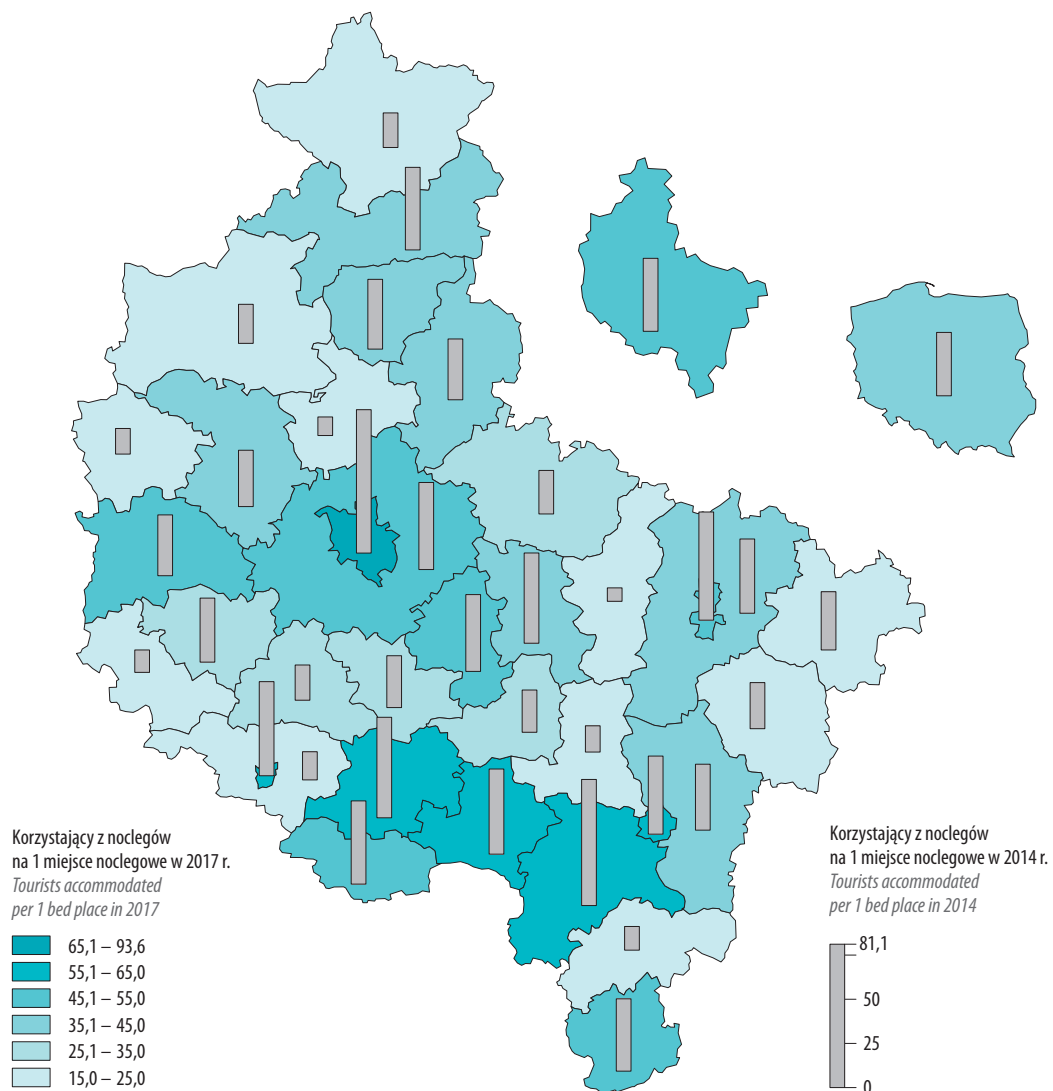 Korzystający z noclegów
na 1 miejsce noclegowe w 2017 r.
Tourists accommodated
per 1 bed place in 2017
65,1 – 93,6
55,1 – 65,0
45,1 – 55,0
35,1 – 45,0
25,1 – 35,0
15,0 – 25,0
Korzystający z noclegów
na 1 miejsce noclegowe w 2014 r.
Tourists accommodated
per 1 bed place in 2014
81,1
50
25
0